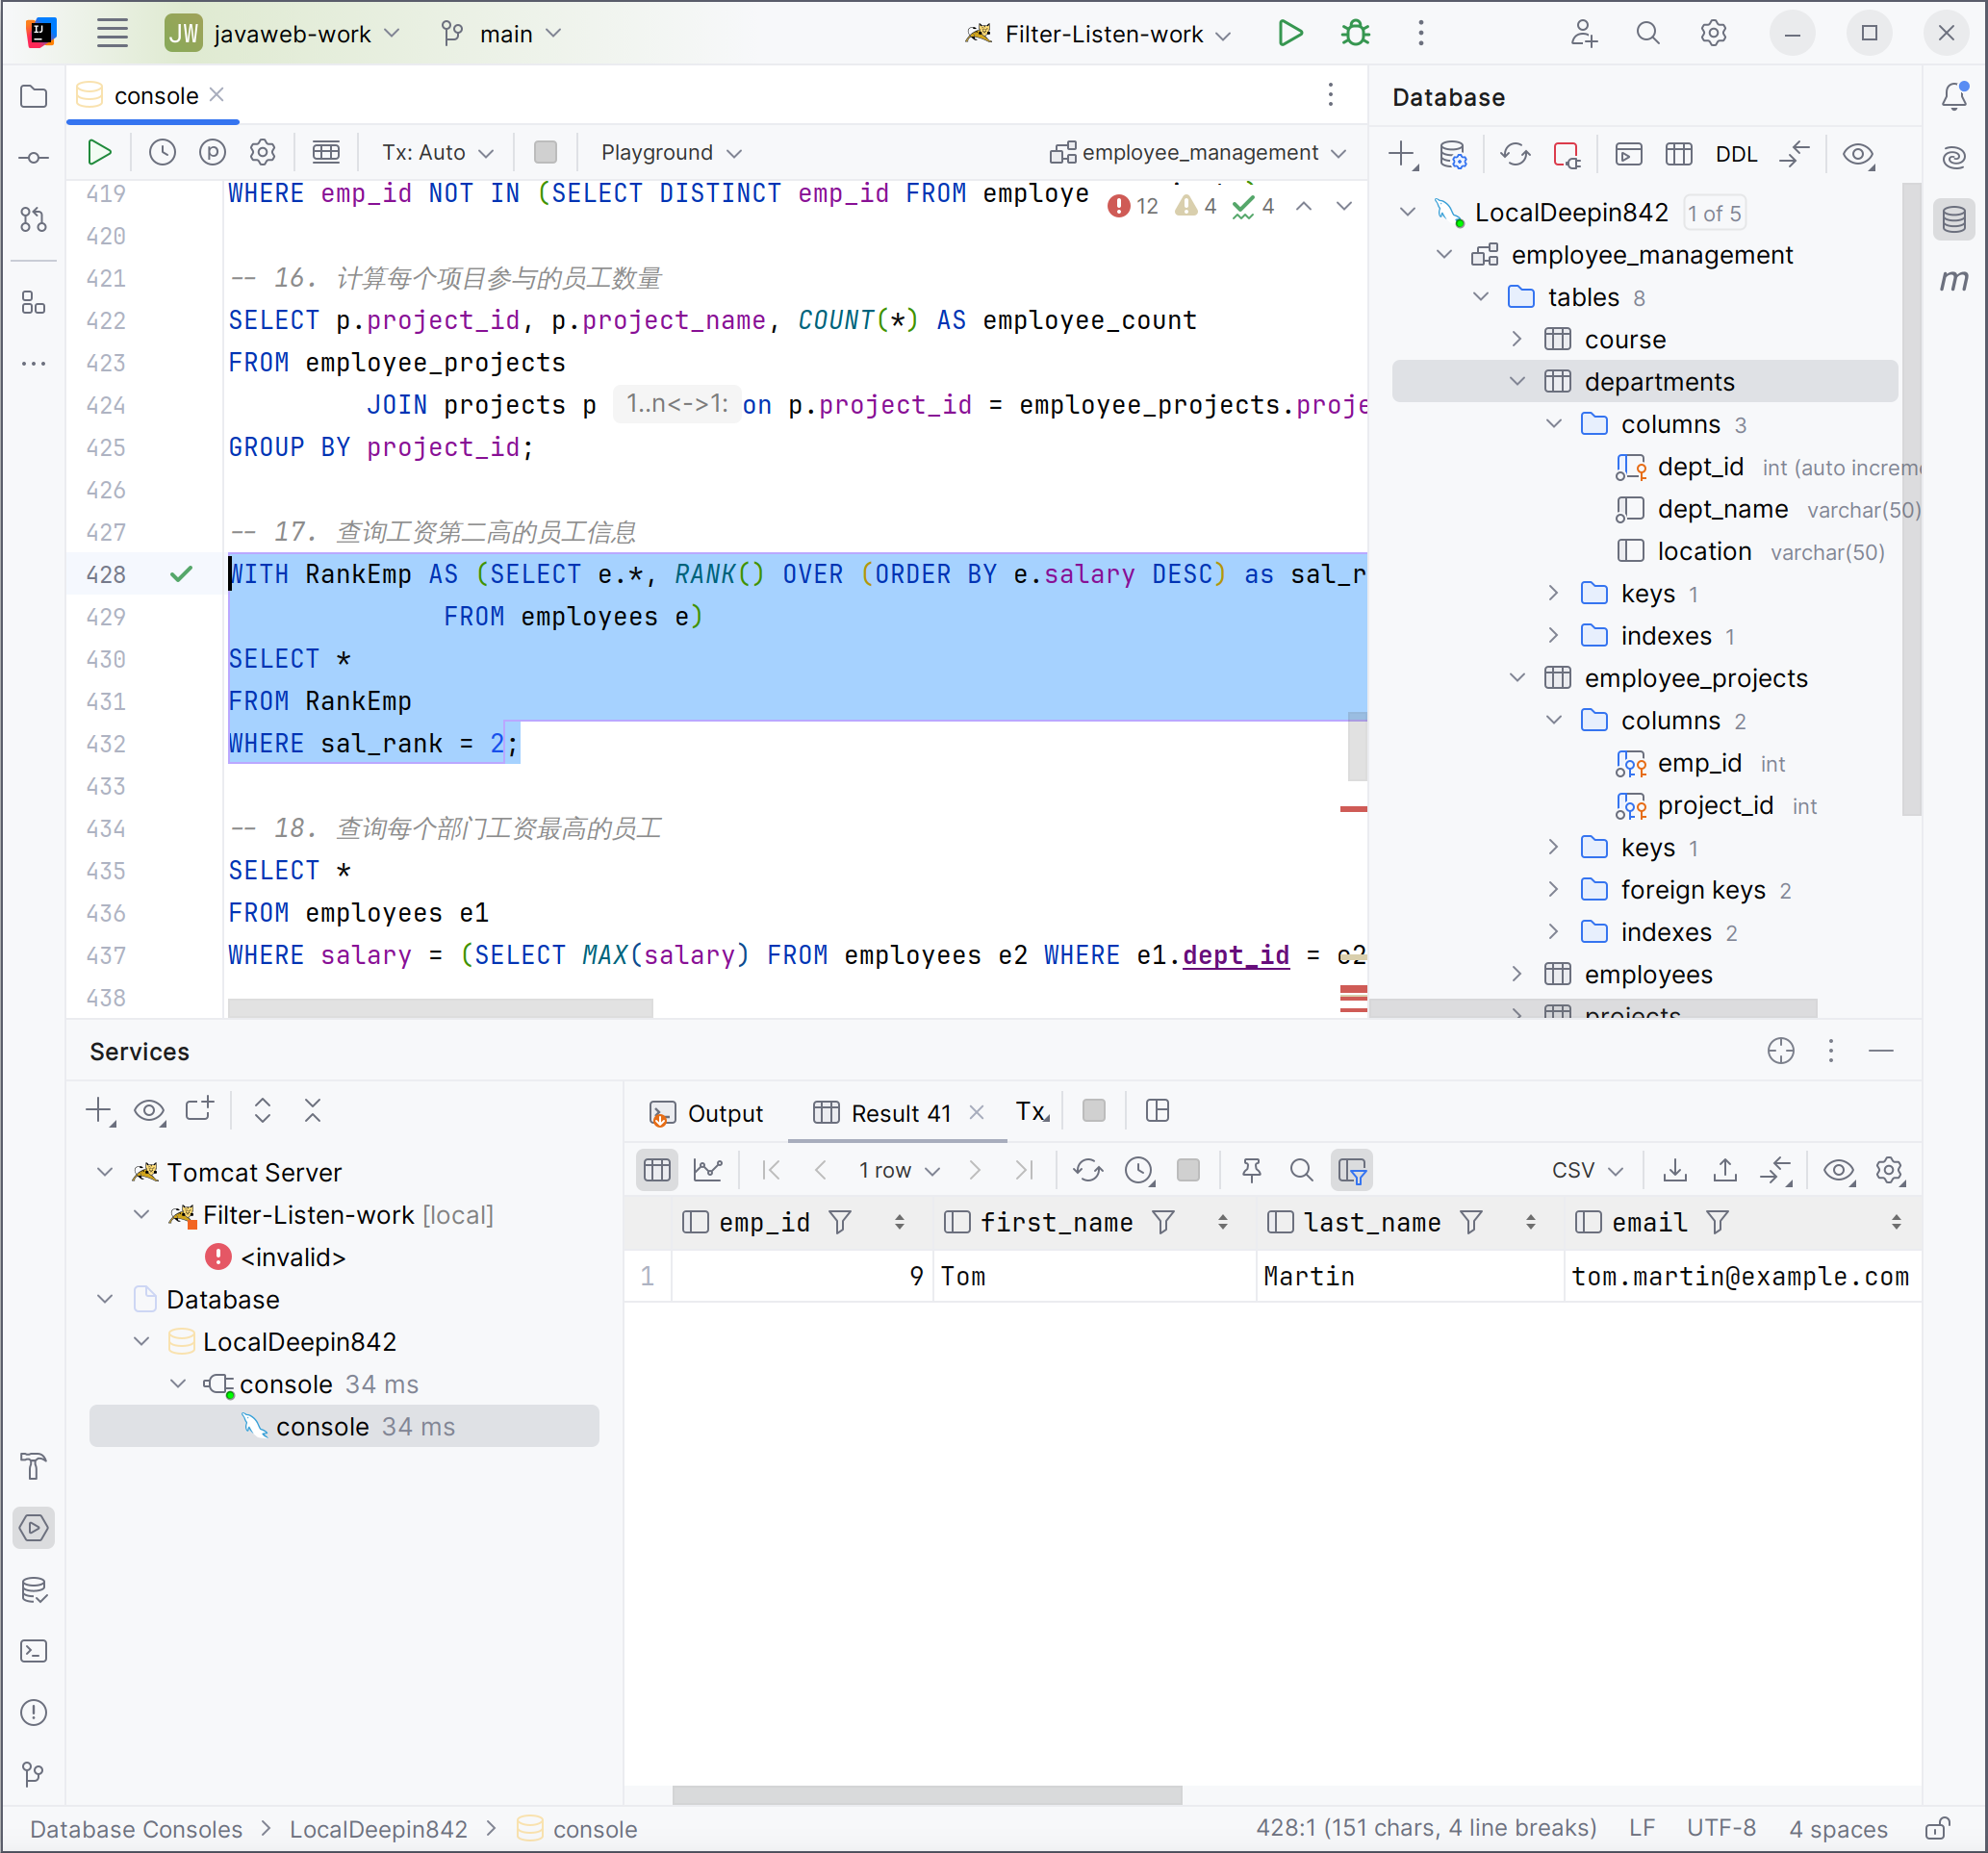 JW javaweb-work main Filter-Listen-work
console
Database
Tx: Auto Playground employee_management
DDL
419 WHERE emp_id NOT IN (SELECT DISTINCT emp_id FROM employe
12 4 4
420
421 -- 16. 计算每个项目参与的员工数量
422 SELECT p.project_id, p.project_name, COUNT(*) AS employee_count
423 FROM employee_projects
424 JOIN projects p 1..n<->1: on p.project_id = employee_projects.proje
425 GROUP BY project_id;
426
427 -- 17. 查询工资第二高的员工信息
428 WITH RankEmp AS (SELECT e.*, RANK() OVER (ORDER BY e.salary DESC) as sal_r
429 FROM employees e)
430 SELECT *
431 FROM RankEmp
432 WHERE sal_rank = 2;
433
434 -- 18. 查询每个部门工资最高的员工
435 SELECT *
436 FROM employees e1
437 WHERE salary = (SELECT MAX(salary) FROM employees e2 WHERE e1.dept_id = e2
438
LocalDeepin842 1 of 5
employee_management
tables 8
course
departments
columns 3
dept_id int (auto increme
dept_name varchar(50)
location varchar(50)
keys 1
indexes 1
employee_projects
columns 2
emp_id int
project_id int
keys 1
foreign keys 2
indexes 2
employees
projects
m
Services
Tomcat Server
Filter-Listen-work [local]
<invalid>
Database
LocalDeepin842
console 34 ms
console 34 ms
Output Result 41 Tx
1 row CSV
emp_id first_name last_name email
1 9 Tom Martin tom.martin@example.com
Database Consoles > LocalDeepin842 > console 428:1 (151 chars, 4 line breaks) LF UTF-8 4 spaces